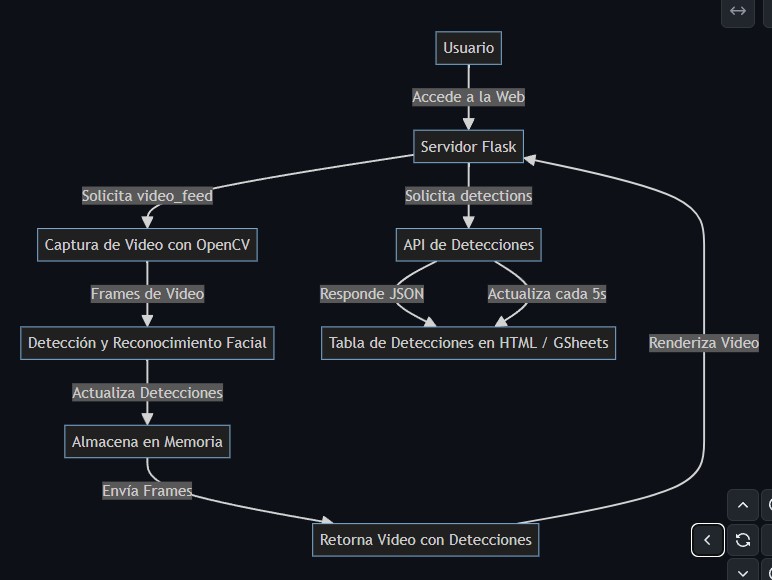 Usuario
Accede a la Web
Servidor Flask
Solicita video_feed
Solicita detections
Captura de Video con OpenCV
API de Detecciones
Frames de Video
Responde JSON
Actualiza cada 5s
Detección y Reconocimiento Facial
Tabla de Detecciones en HTML / GSheets
Renderiza Video
Actualiza Detecciones
Almacena en Memoria
Envía Frames
Retorna Video con Detecciones